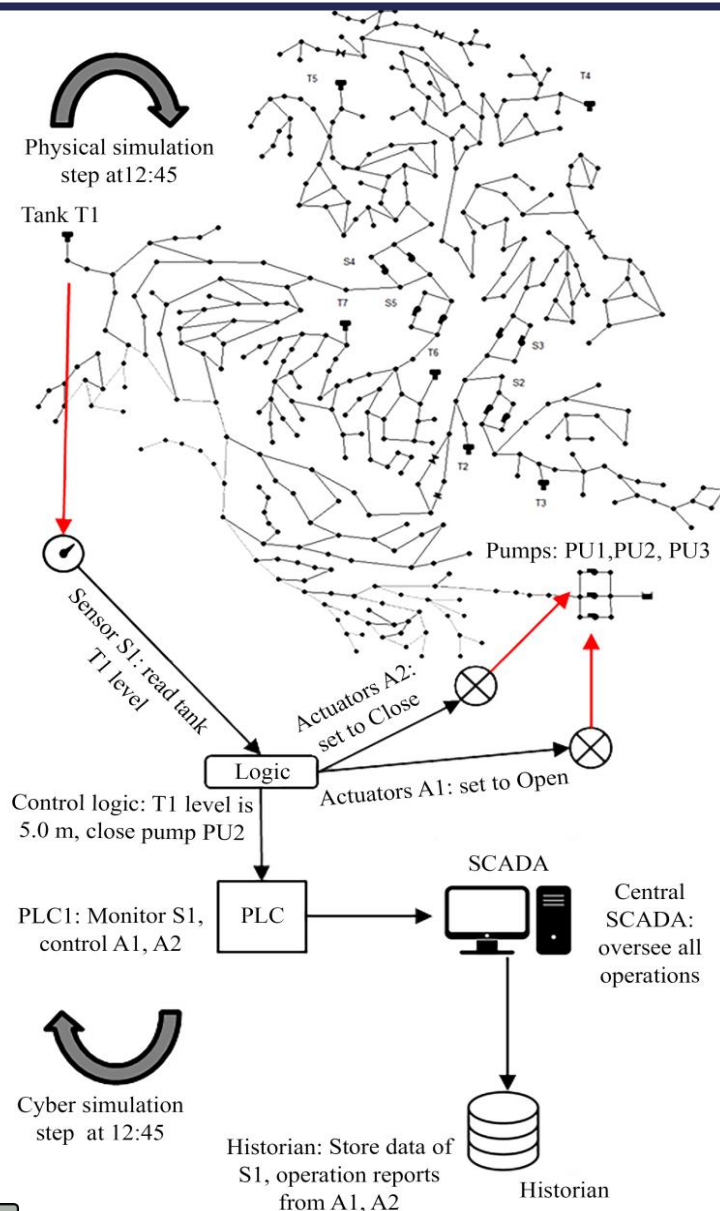 T5
T4
Physical simulation
step at12:45
Tank T1
S4
T7
S5
S3
T6
S2
T2
T3
Pumps: PU1,PU2, PU3
Sensor S1: read tank
T1 level
Actuators A2:
set to Close
Logic
Actuators A1: set to Open
Control logic: T1 level is
5.0 m, close pump PU2
SCADA
PLC1: Monitor S1,
control A1, A2
PLC
Central
SCADA:
oversee all
operations
Cyber simulation
step at 12:45
Historian: Store data of
S1, operation reports
from A1, A2
Historian